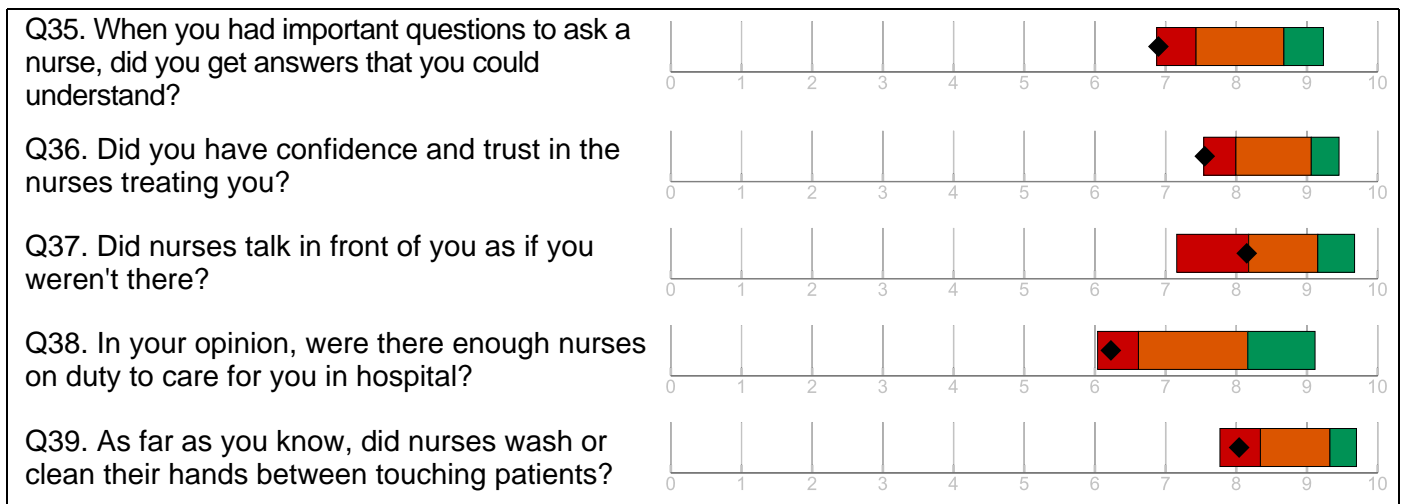 Q35. When you had important questions to ask a
nurse, did you get answers that you could
understand?
0 1 2 3 4 5 6 7 8 9 10
Q36. Did you have confidence and trust in the
nurses treating you?
0 1 2 3 4 5 6 7 8 9 10
Q37. Did nurses talk in front of you as if you
weren't there?
0 1 2 3 4 5 6 7 8 9 10
Q38. In your opinion, were there enough nurses
on duty to care for you in hospital?
0 1 2 3 4 5 6 7 8 9 10
Q39. As far as you know, did nurses wash or
clean their hands between touching patients?
0 1 2 3 4 5 6 7 8 9 10